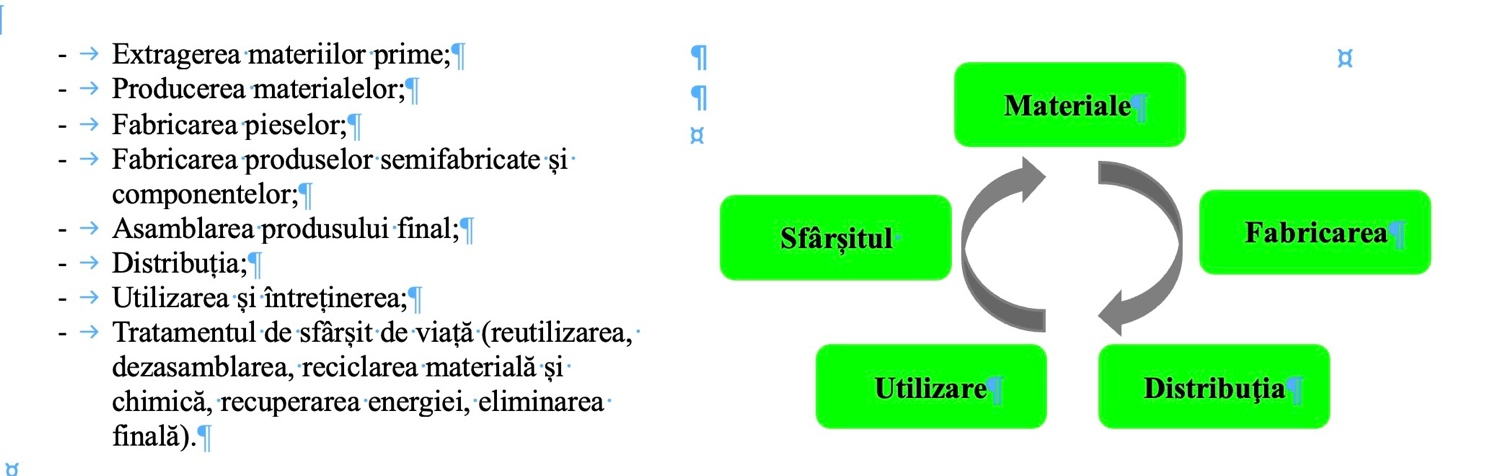 - Extragerea materiilor prime;
- Producerea materialelor;
- Fabricarea pieselor;
- Fabricarea produselor semifabricate și
componentelor;
- Asamblarea produsului final;
- Distribuția;
- Utilizarea și întreținerea;
- Tratamentul de sfârșit de viață (reutilizarea,
dezasamblarea, reciclarea materială și
chimică, recuperarea energiei, eliminarea
finală).
Materiale
Fabricarea
Distribuţia
Utilizare
Sfârșitul